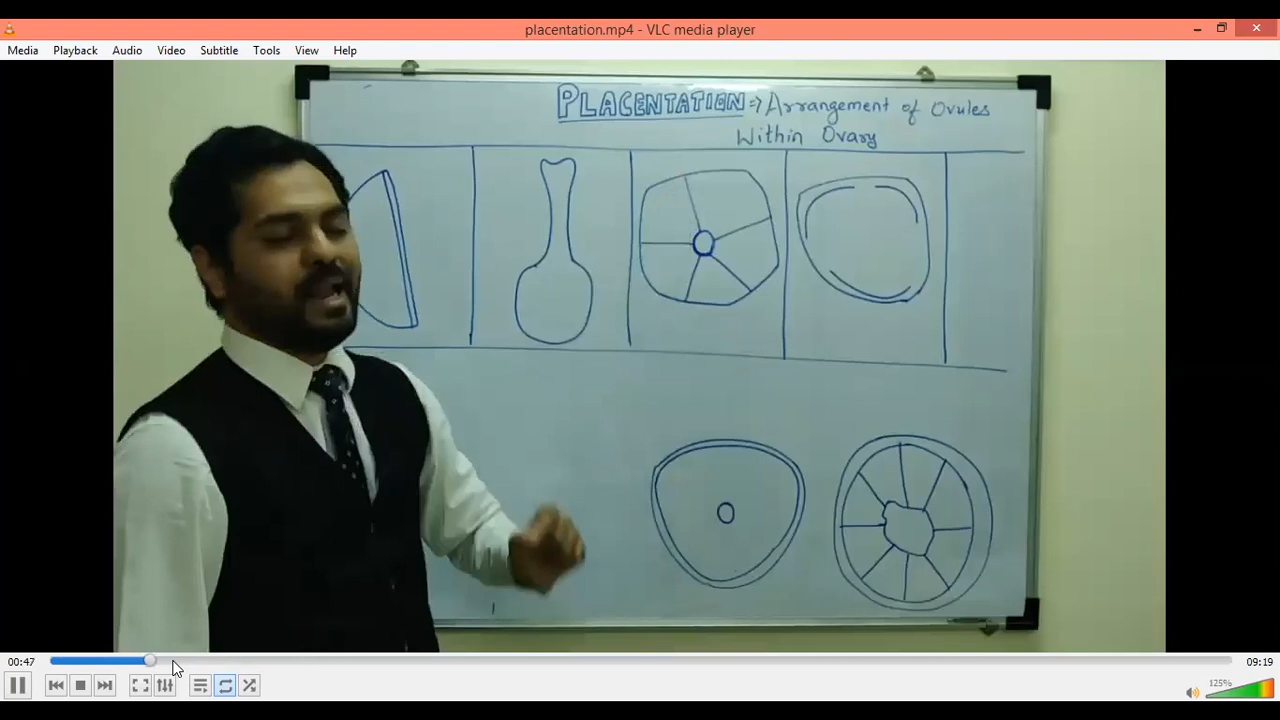 placentation.mp4 - VLC media player
Media Playback Audio Video Subtitle Tools View Help
PLACENTATION => Arrangement of Ovules
Within Ovary
00:47
09:19
125%